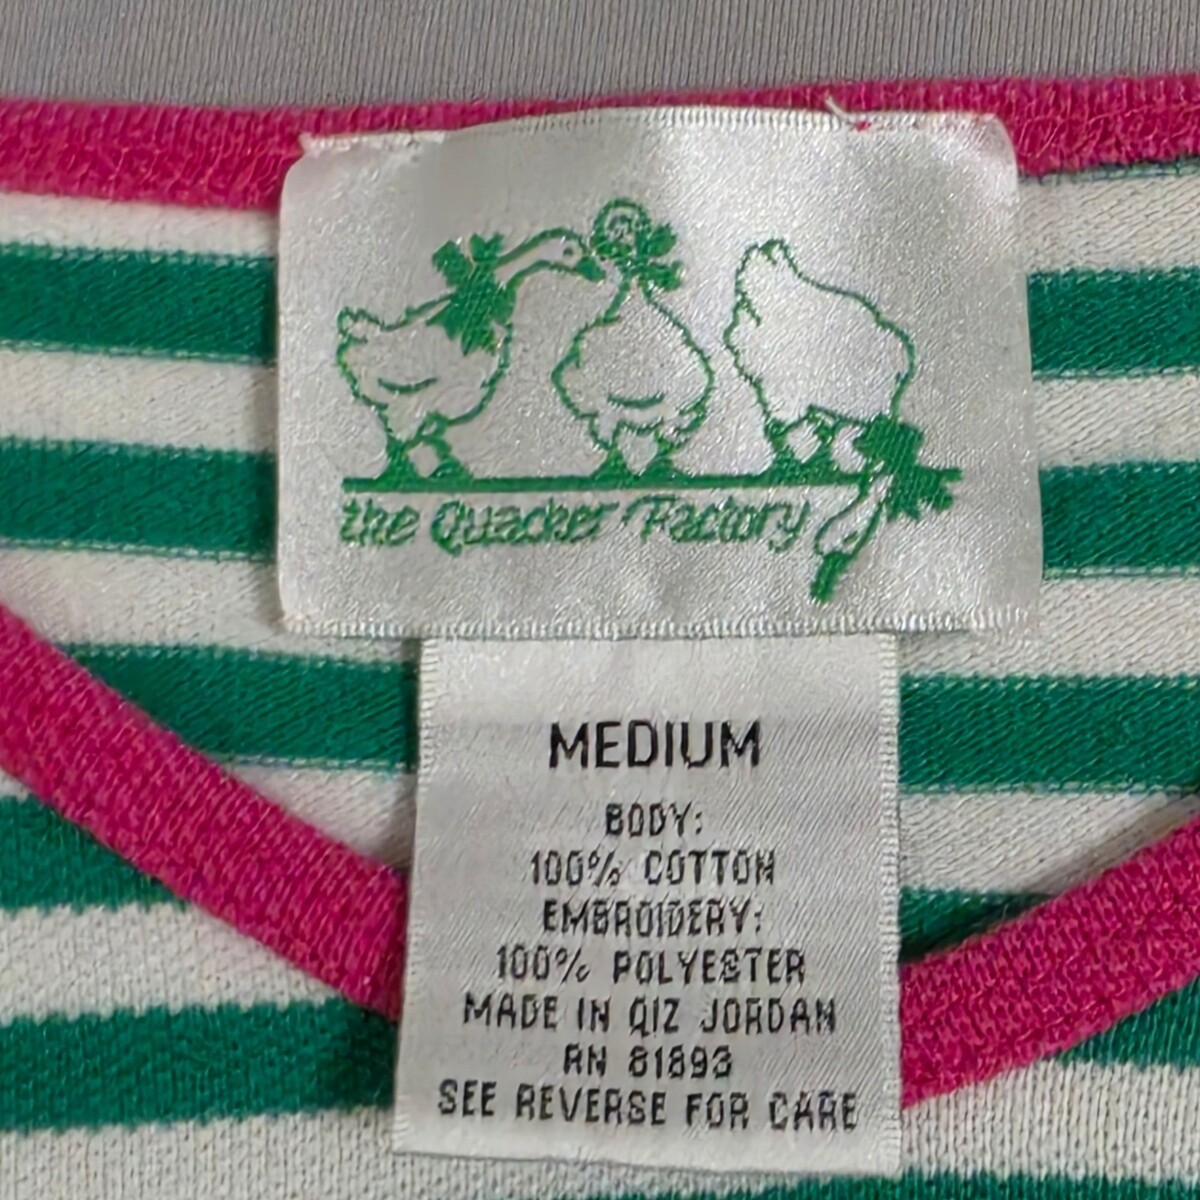 the Quacker Factory
MEDIUM
BODY:
100% COTTON
EMBROIDERY:
100% POLYESTER
MADE IN QIZ JORDAN
RN 81893
SEE REVERSE FOR CARE